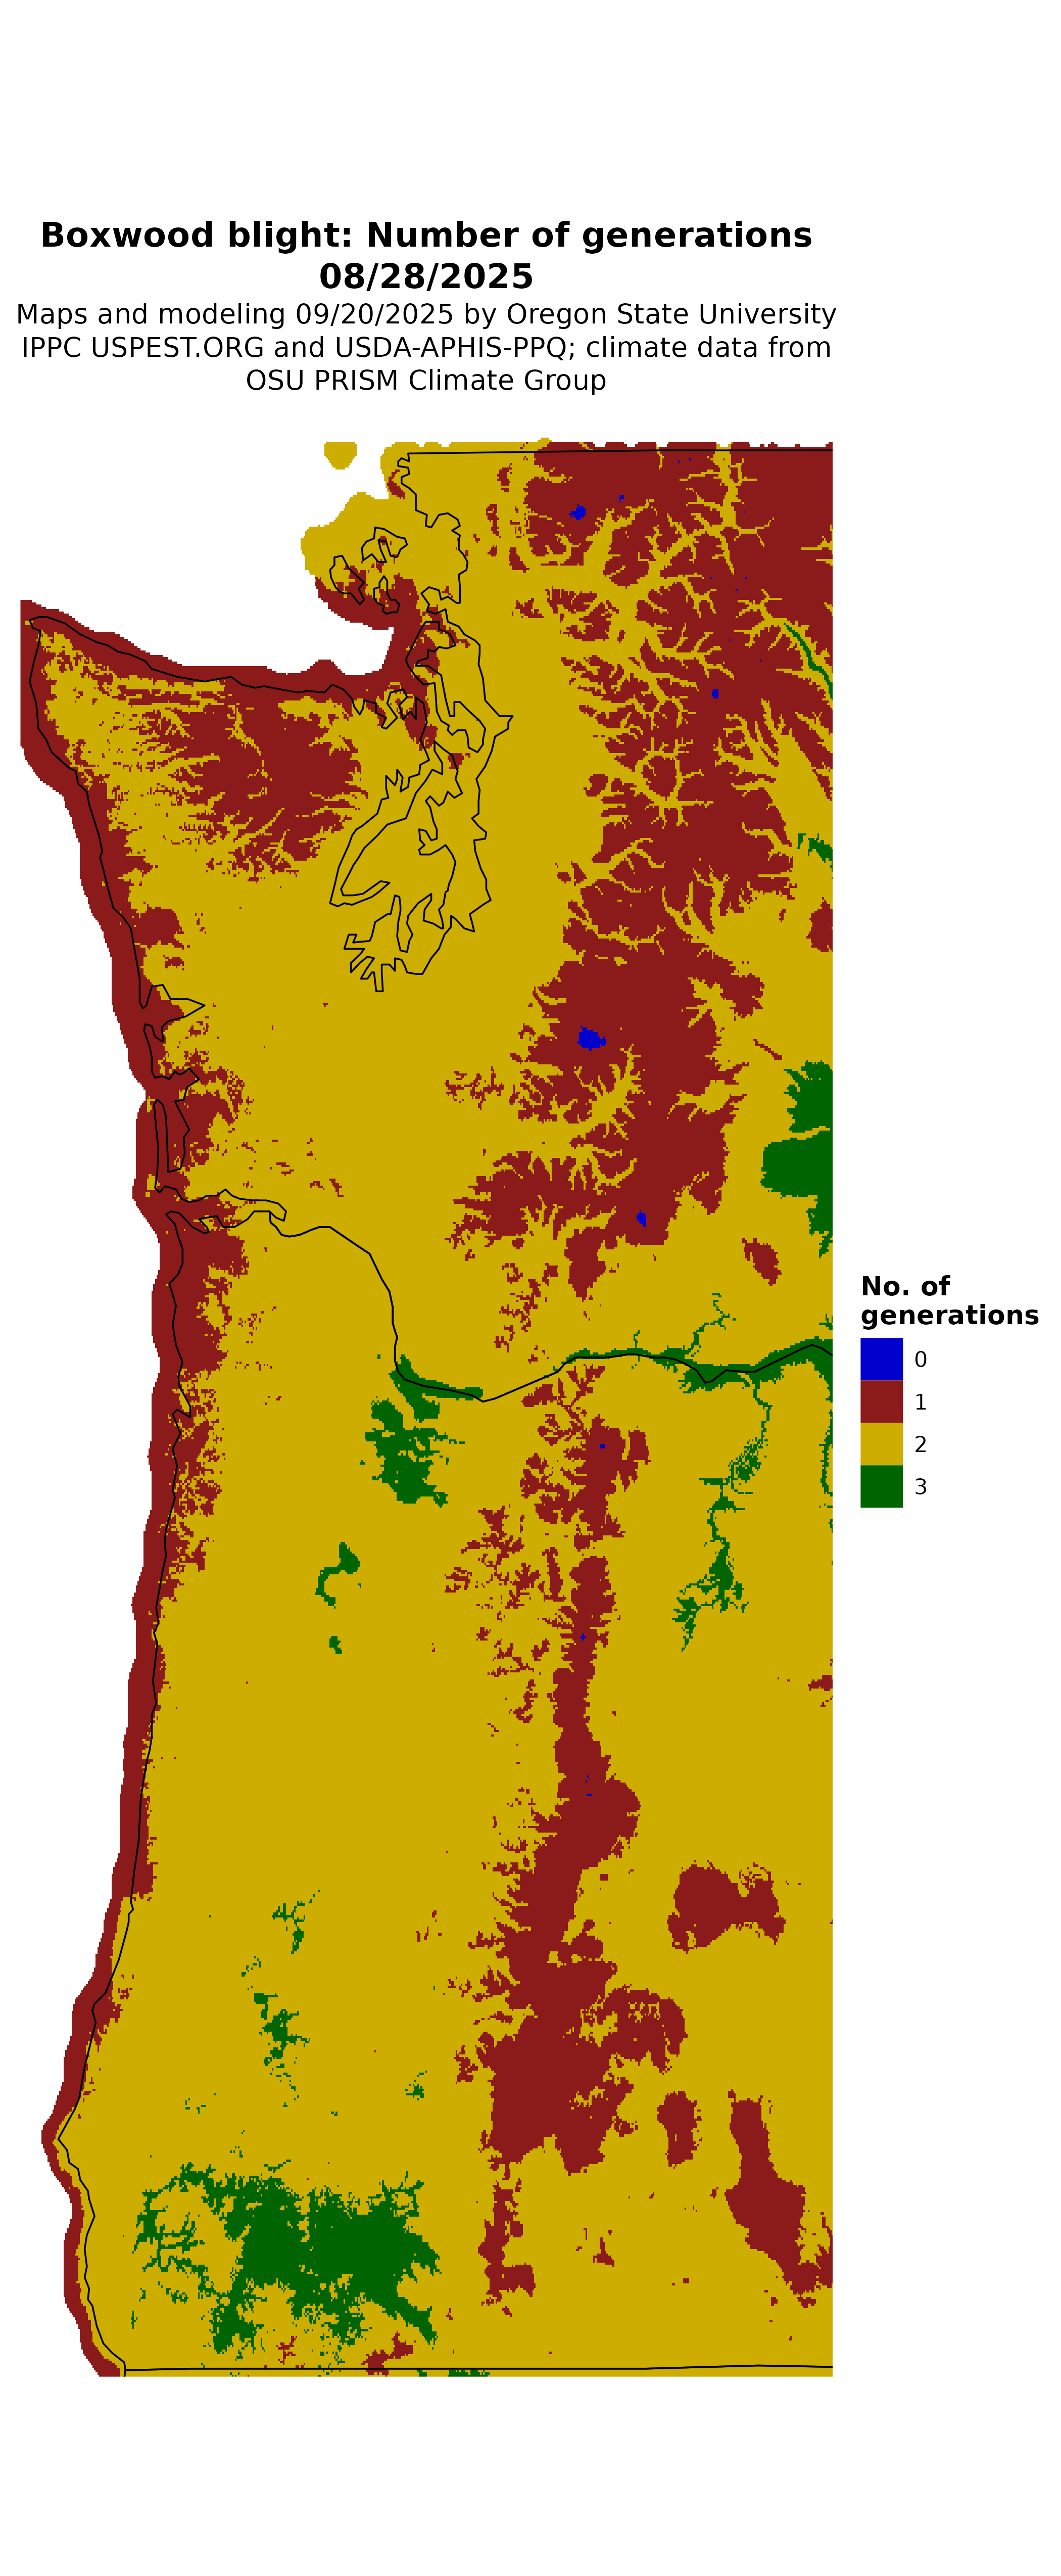 Boxwood blight: Number of generations
08/28/2025
Maps and modeling 09/20/2025 by Oregon State University
IPPC USPEST.ORG and USDA-APHIS-PPQ; climate data from
OSU PRISM Climate Group
No. of
generations
0
1
2
3